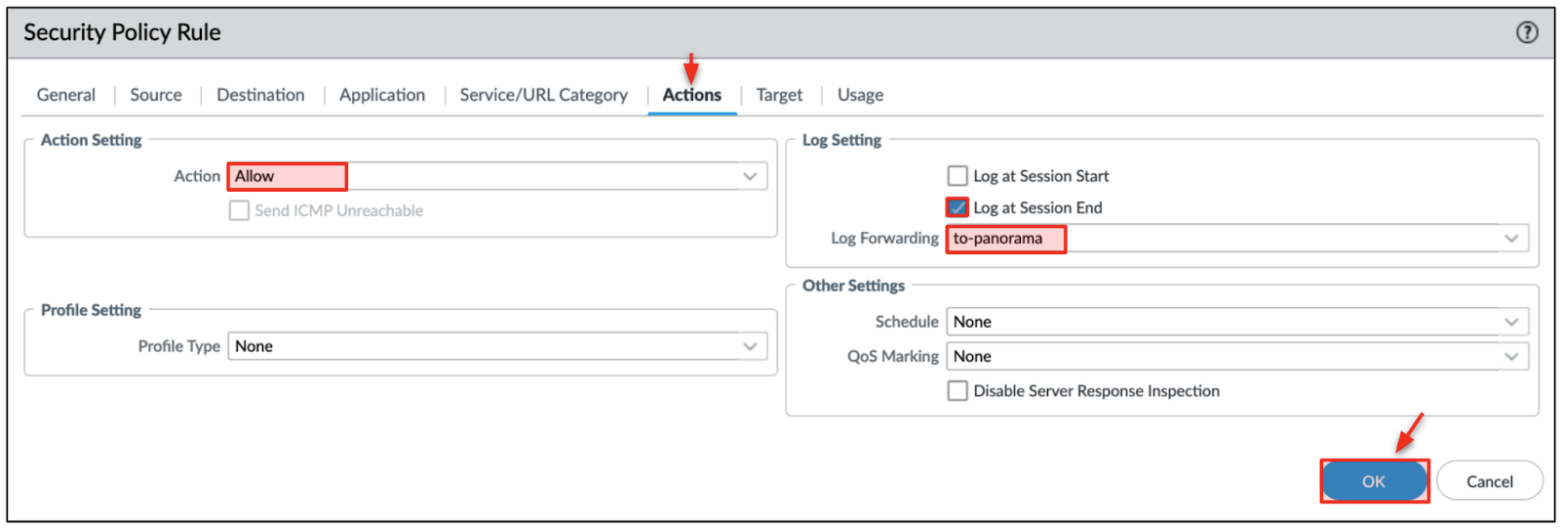 Security Policy Rule ?
General Source Destination Application Service/URL Category Actions Target Usage
Action Setting
Action Allow
Send ICMP Unreachable
Profile Setting
Profile Type None
Log Setting
Log at Session Start
Log at Session End
Log Forwarding to-panorama
Other Settings
Schedule None
QoS Marking None
Disable Server Response Inspection
OK Cancel